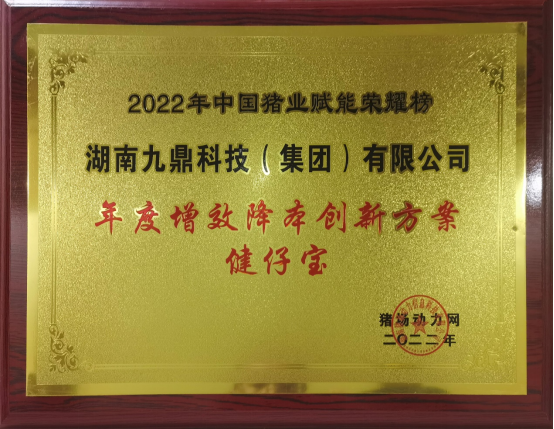 2022年中国猪业赋能荣耀榜
湖南九鼎科技（集团）有限公司
年度增效降本创新方案
健仔宝
猪场动力网
二〇二二年